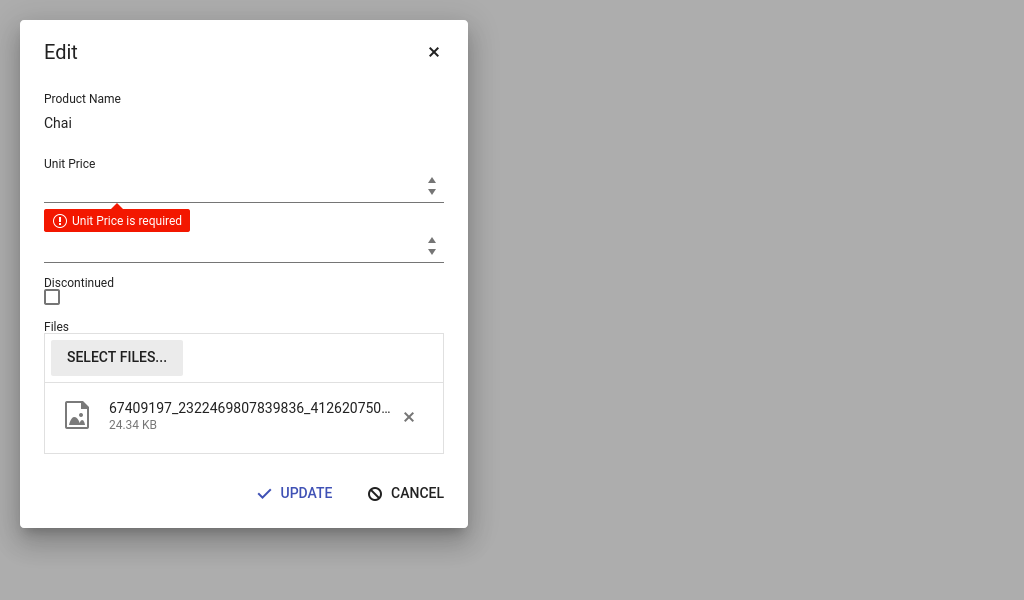 Edit
Product Name
Chai
Unit Price
Unit Price is required
Discontinued
Files
SELECT FILES...
67409197_2322469807839836_412620750...
24.34 KB
UPDATE CANCEL